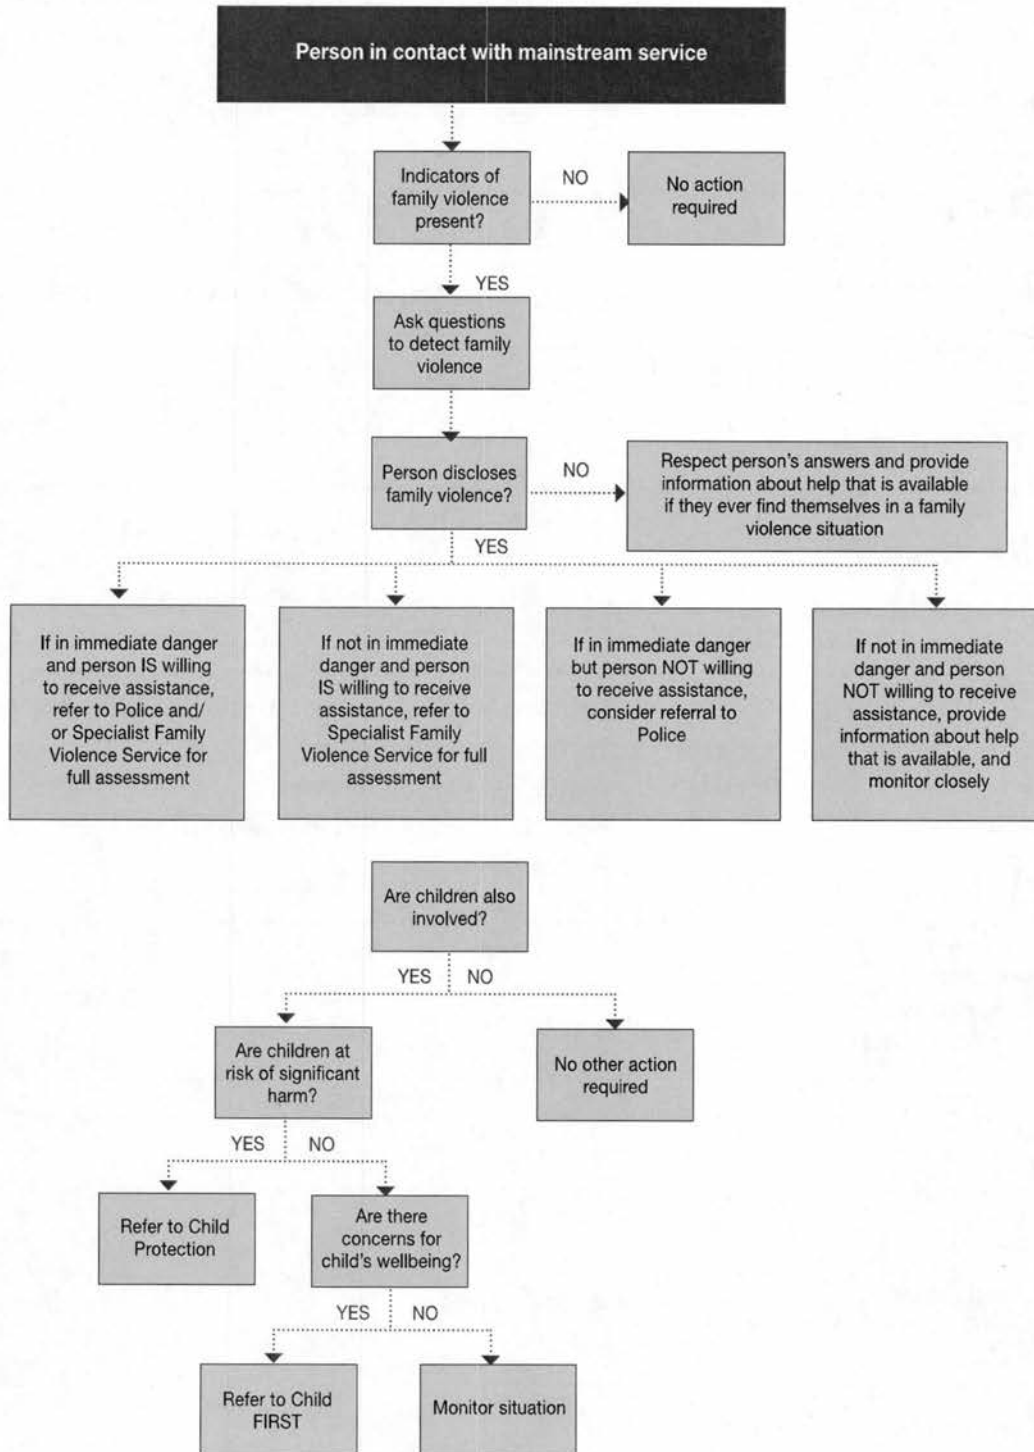 Person in contact with mainstream service
Indicators of
family violence
present?
NO
No action
required
YES
Ask questions
to detect family
violence
Person discloses
family violence?
NO
Respect person's answers and provide
information about help that is available
if they ever find themselves in a family
violence situation
YES
If in immediate danger
and person IS willing
to receive assistance,
refer to Police and/
or Specialist Family
Violence Service for
full assessment
If not in immediate
danger and person
IS willing to receive
assistance, refer to
Specialist Family
Violence Service for full
assessment
If in immediate danger
but person NOT willing
to receive assistance,
consider referral to
Police
If not in immediate
danger and person
NOT willing to receive
assistance, provide
information about help
that is available, and
monitor closely
Are children also
involved?
YES
NO
Are children at
risk of significant
harm?
No other action
required
YES
NO
Refer to Child
Protection
Are there
concerns for
child's wellbeing?
YES
NO
Refer to Child
FIRST
Monitor situation